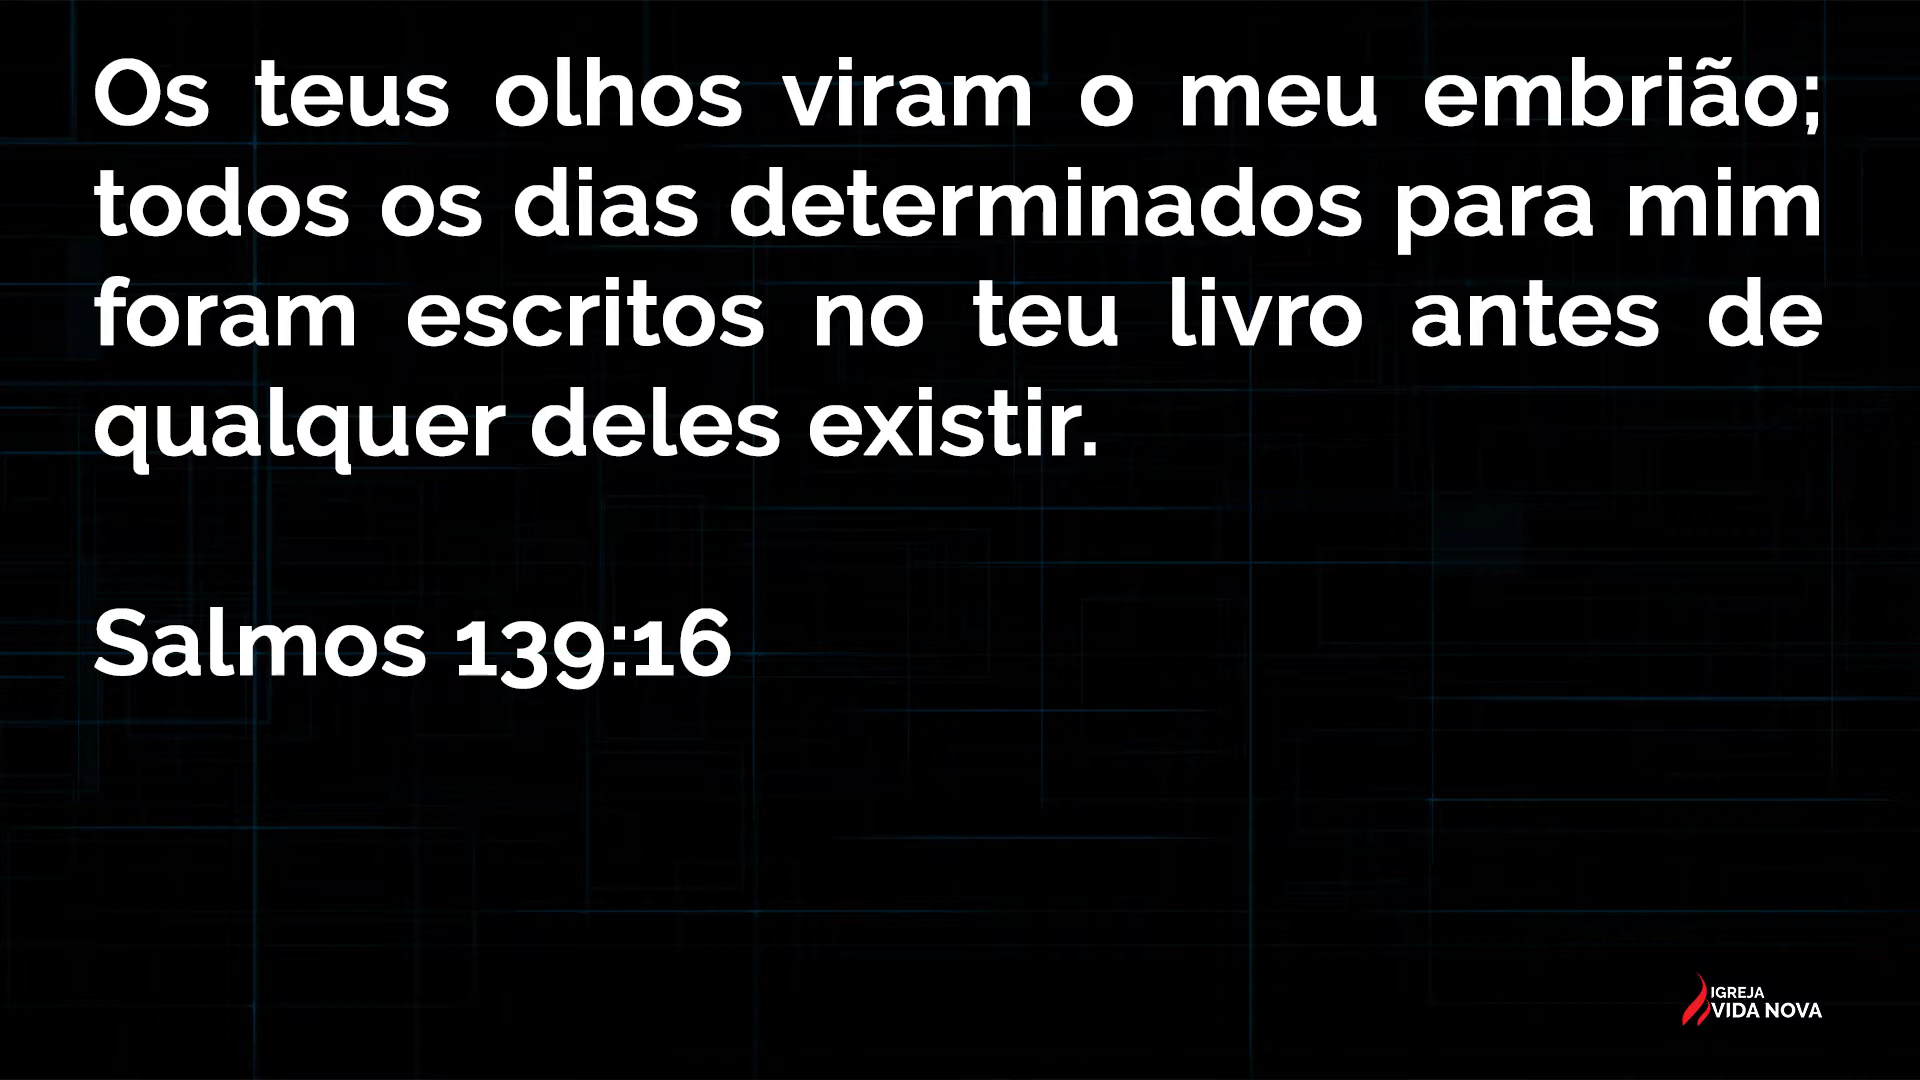 Os teus olhos viram o meu embrião;
todos os dias determinados para mim
foram escritos no teu livro antes de
qualquer deles existir.
Salmos 139:16
IGREJA
VIDA NOVA